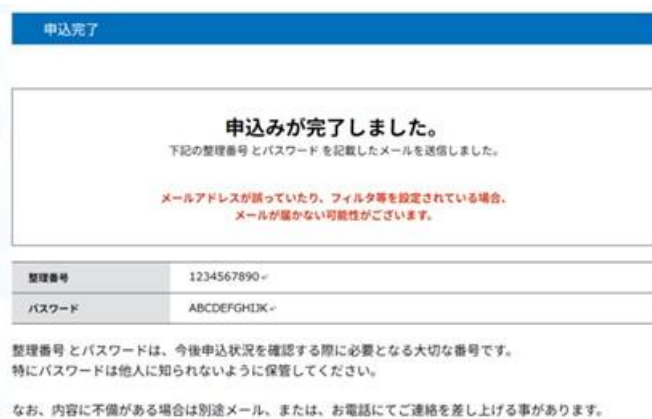 申込完了
申込みが完了しました。
下記の整理番号 とパスワード を記載したメールを送信しました。
メールアドレスが誤っていたり、フィルタ等を設定されている場合、
メールが届かない可能性がございます。
整理番号 1234567890↵
パスワード ABCDEFGHIJK↵
整理番号 とパスワードは、今後申込状況を確認する際に必要となる大切な番号です。
特にパスワードは他人に知られないように保管してください。
なお、内容に不備がある場合は別途メール、または、お電話にてご連絡を差し上げる事があります。